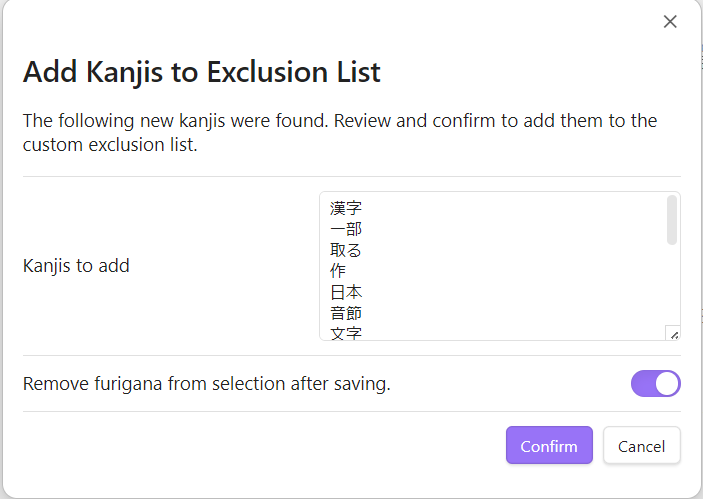 Add Kanjis to Exclusion List
The following new kanjis were found. Review and confirm to add them to the
custom exclusion list.
Kanjis to add
漢字
一部
取る
作
日本
音節
文字
Remove furigana from selection after saving.
Confirm
Cancel